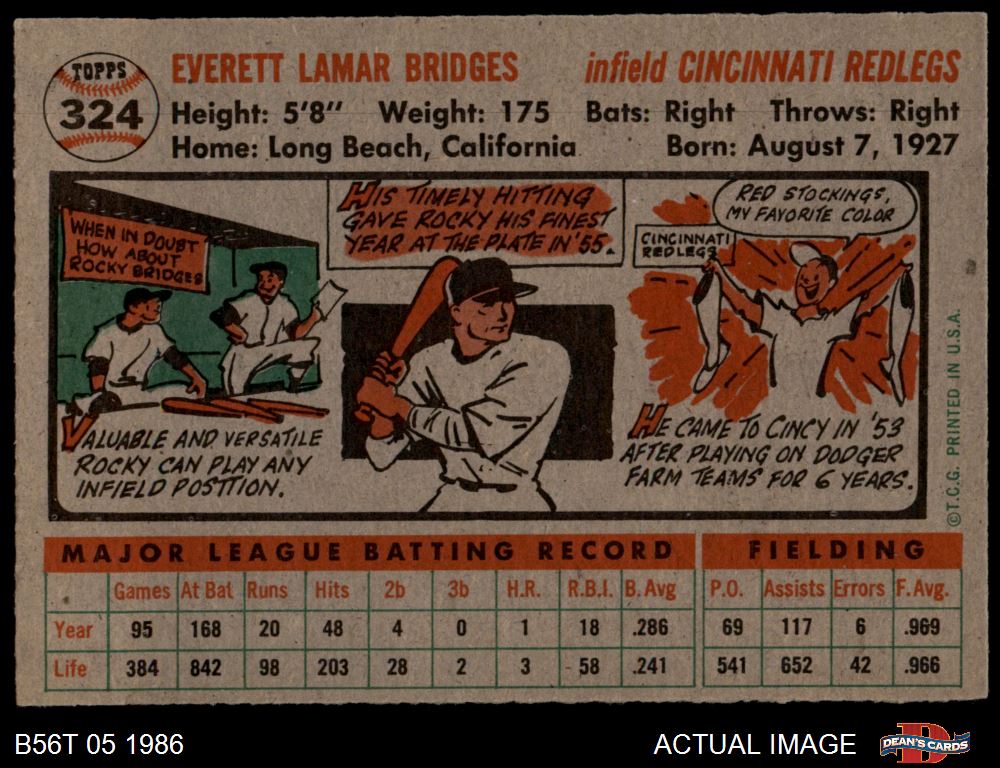 TOPPS
324
EVERETT LAMAR BRIDGES infield CINCINNATI REDLEGS
Height: 5'8" Weight: 175 Bats: Right Throws: Right
Home: Long Beach, California Born: August 7, 1927
WHEN IN DOUBT
HOW ABOUT
ROCKY BRIDGES
VALUABLE AND VERSATILE
ROCKY CAN PLAY ANY
INFIELD POSITION.
HIS TIMELY HITTING
GAVE ROCKY HIS FINEST
YEAR AT THE PLATE IN '55.
RED STOCKINGS,
MY FAVORITE COLOR
CINCINNATI
REDLEGS
HE CAME TO CINCY IN '53
AFTER PLAYING ON DODGER
FARM TEAMS FOR 6 YEARS.
©T.C.G. PRINTED IN U.S.A.
MAJOR LEAGUE BATTING RECORD FIELDING
Games At Bat Runs Hits 2b 3b H.R. R.B.I. B. Avg P.O. Assists Errors F. Avg.
Year 95 168 20 48 4 0 1 18 .286 69 117 6 .969
Life 384 842 98 203 28 2 3 58 .241 541 652 42 .966
B56T 05 1986 ACTUAL IMAGE DEAN'S CARDS